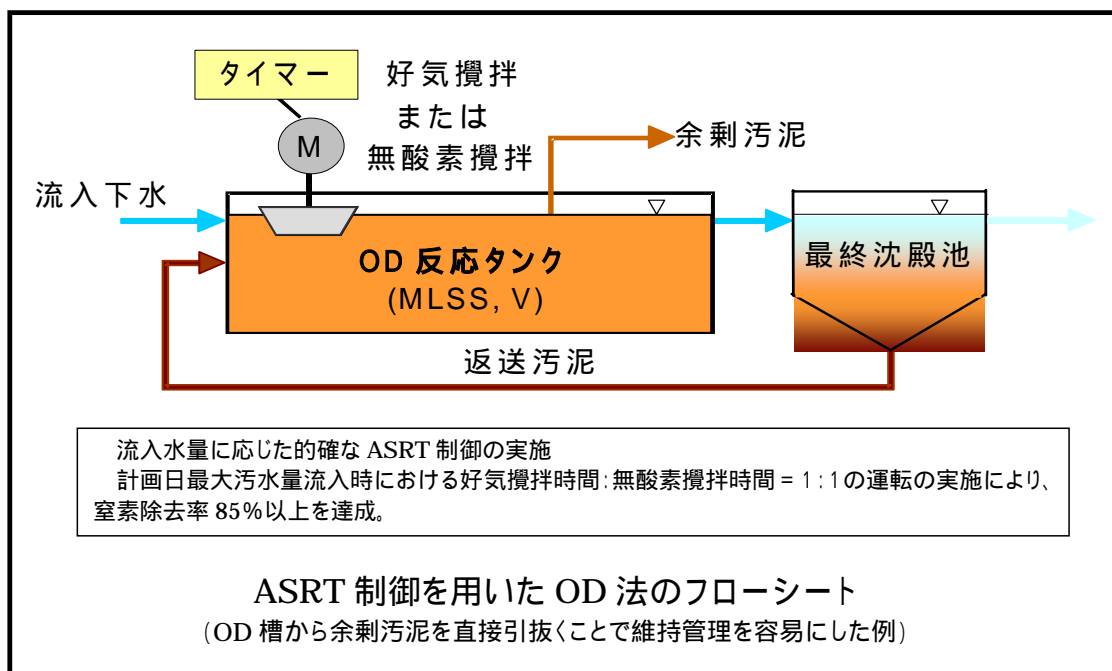 タイマー
好気攪拌
または
無酸素攪拌
M
余剰汚泥
流入下水
OD 反応タンク
(MLSS, V)
最終沈殿池
返送汚泥
流入水量に応じた的確な ASRT 制御の実施
計画日最大汚水量流入時における好気攪拌時間:無酸素攪拌時間 = 1:1の運転の実施により、
窒素除去率 85%以上を達成。
ASRT 制御を用いた OD 法のフローシート
(OD 槽から余剰汚泥を直接引抜くことで維持管理を容易にした例)